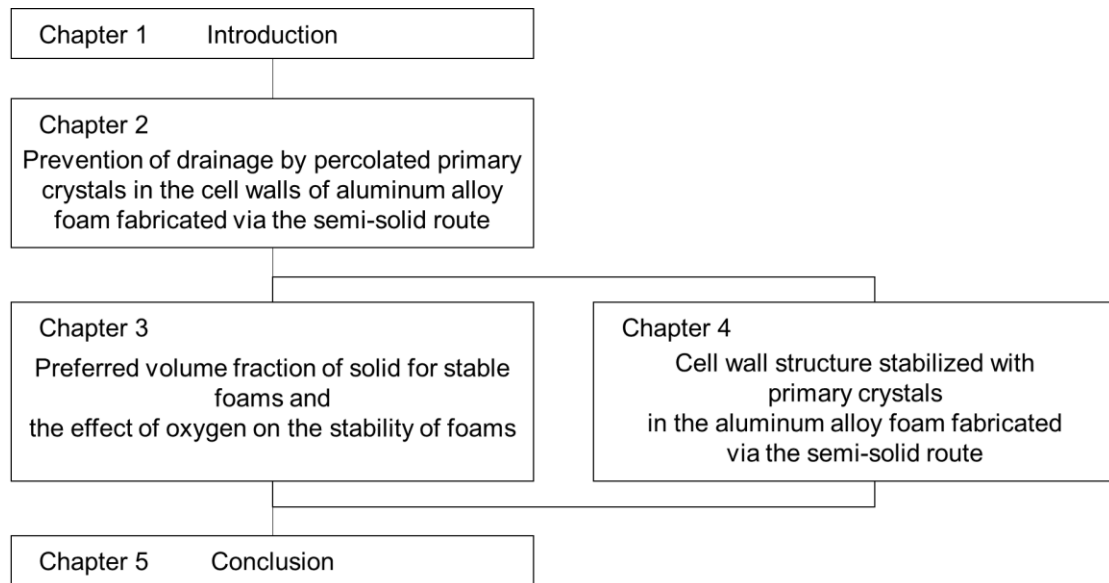 Chapter 1 Introduction
Chapter 2
Prevention of drainage by percolated primary
crystals in the cell walls of aluminum alloy
foam fabricated via the semi-solid route
Chapter 3
Preferred volume fraction of solid for stable
foams and
the effect of oxygen on the stability of foams
Chapter 4
Cell wall structure stabilized with
primary crystals
in the aluminum alloy foam fabricated
via the semi-solid route
Chapter 5 Conclusion